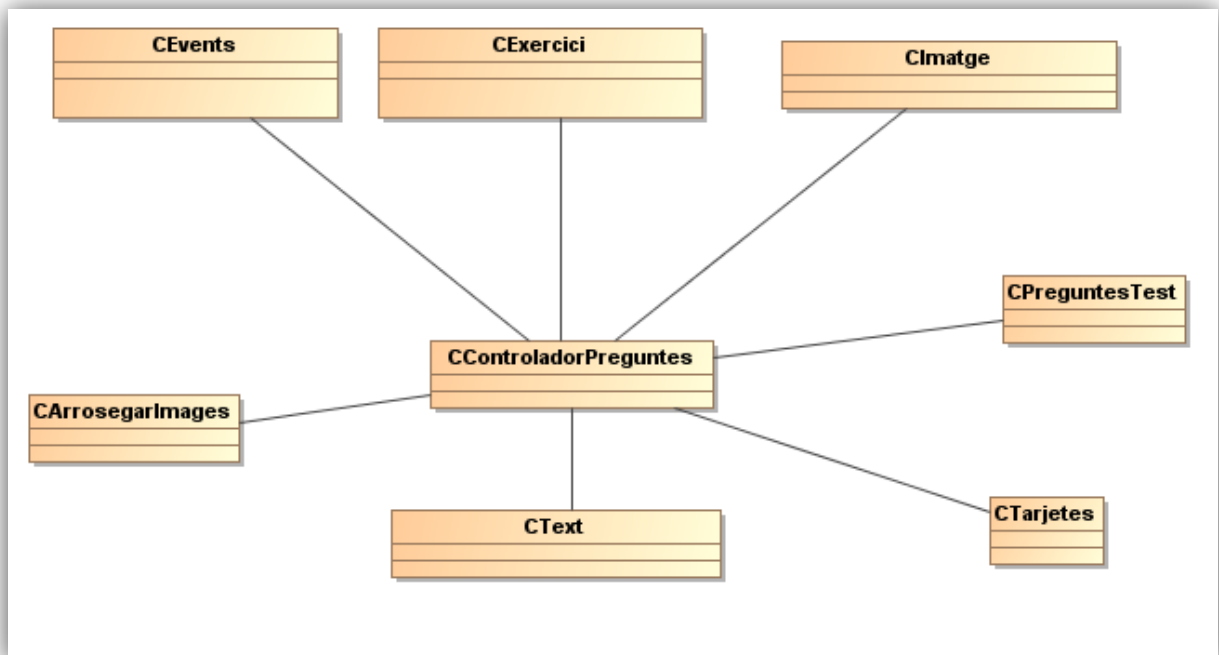 CEvents
CExercici
CImatge
CPreguntesTest
CControladorPreguntes
CArrosegarImages
CText
CTarjetes